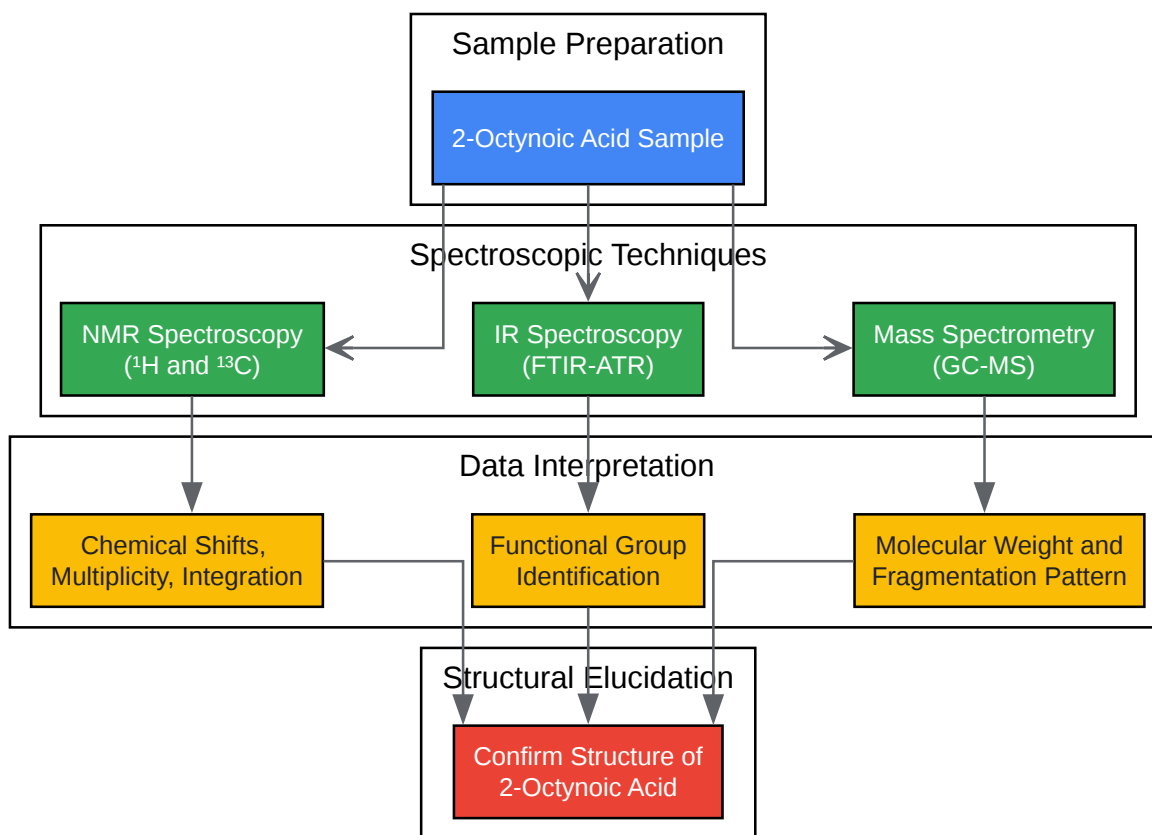 Sample Preparation
2-Octynoic Acid Sample
Spectroscopic Techniques
NMR Spectroscopy
(¹H and ¹³C)
IR Spectroscopy
(FTIR-ATR)
Mass Spectrometry
(GC-MS)
Data Interpretation
Chemical Shifts,
Multiplicity, Integration
Functional Group
Identification
Molecular Weight and
Fragmentation Pattern
Structural Elucidation
Confirm Structure of
2-Octynoic Acid